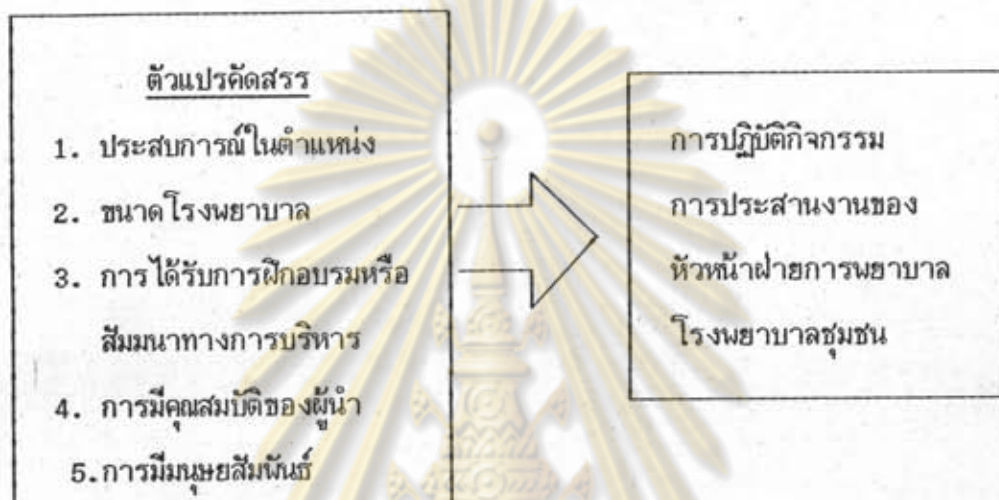 ตัวแปรคัดสรร
1. ประสบการณ์ในตำแหน่ง
2. ขนาดโรงพยาบาล
3. การได้รับการฝึกอบรมหรือ
สัมมนาทางการบริหาร
4. การมีคุณสมบัติของผู้นำ
5.การมีมนุษยสัมพันธ์
การปฏิบัติกิจกรรม
การประสานงานของ
หัวหน้าฝ่ายการพยาบาล
โรงพยาบาลชุมชน